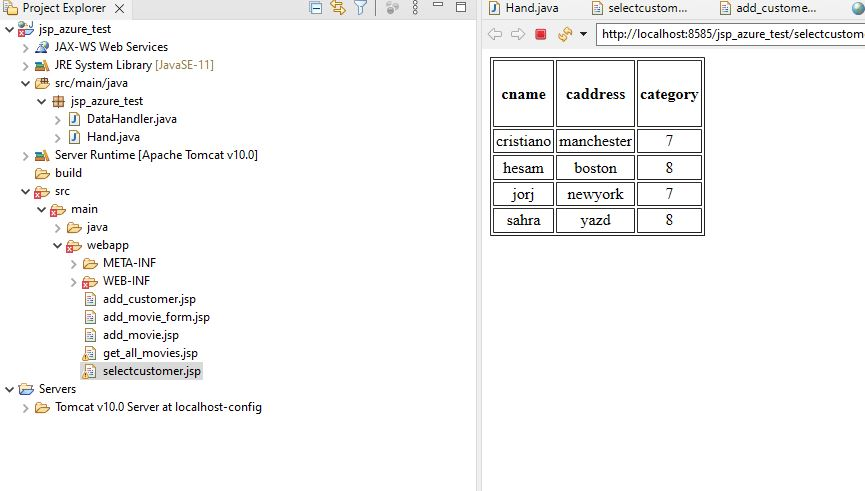 Project Explorer
jsp_azure_test
JAX-WS Web Services
JRE System Library [JavaSE-11]
src/main/java
jsp_azure_test
DataHandler.java
Hand.java
Server Runtime [Apache Tomcat v10.0]
build
src
main
java
webapp
META-INF
WEB-INF
add_customer.jsp
add_movie_form.jsp
add_movie.jsp
get_all_movies.jsp
selectcustomer.jsp
Servers
Tomcat v10.0 Server at localhost-config
Hand.java selectcustom... add_custome...
http://localhost:8585/jsp_azure_test/selectcustome
cname caddress category
cristiano manchester 7
hesam boston 8
jorj newyork 7
sahra yazd 8